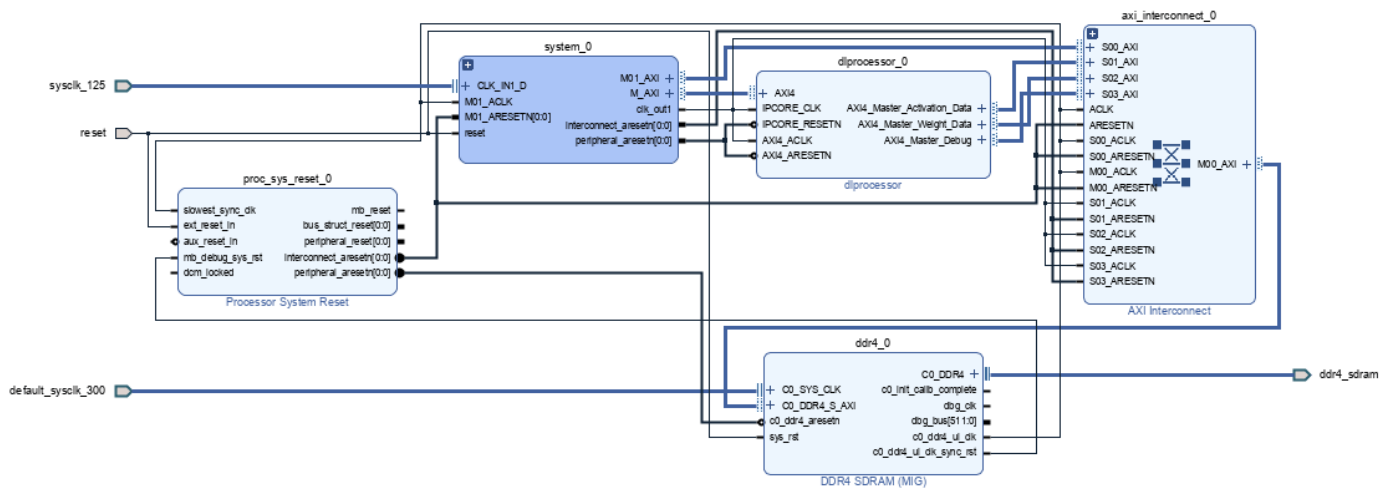 sysclk_125
reset
default_sysclk_300
system_0
CLK_IN1_D
M01_ACLK
M01_ARESETN[0:0]
reset
M01_AXI
M_AXI
clk_out1
interconnect_aresetn[0:0]
peripheral_aresetn[0:0]
dlprocessor_0
AXI4
IPCORE_CLK
IPCORE_RESETN
AXI4_ACLK
AXI4_ARESETN
AXI4_Master_Activation_Data
AXI4_Master_Weight_Data
AXI4_Master_Debug
dlprocessor
axi_interconnect_0
S00_AXI
S01_AXI
S02_AXI
S03_AXI
ACLK
ARESETN
S00_ACLK
S00_ARESETN
M00_ACLK
M00_ARESETN
S01_ACLK
S01_ARESETN
S02_ACLK
S02_ARESETN
S03_ACLK
S03_ARESETN
M00_AXI
AXI Interconnect
proc_sys_reset_0
slowest_sync_clk
ext_reset_in
aux_reset_in
mb_debug_sys_rst
dcm_locked
mb_reset
bus_struct_reset[0:0]
peripheral_reset[0:0]
interconnect_aresetn[0:0]
peripheral_aresetn[0:0]
Processor System Reset
ddr4_0
C0_SYS_CLK
C0_DDR4_S_AXI
c0_ddr4_aresetn
sys_rst
C0_DDR4
c0_init_calib_complete
dbg_clk
dbg_bus[511:0]
c0_ddr4_ui_clk
c0_ddr4_ui_clk_sync_rst
DDR4 SDRAM (MIG)
ddr4_sdram